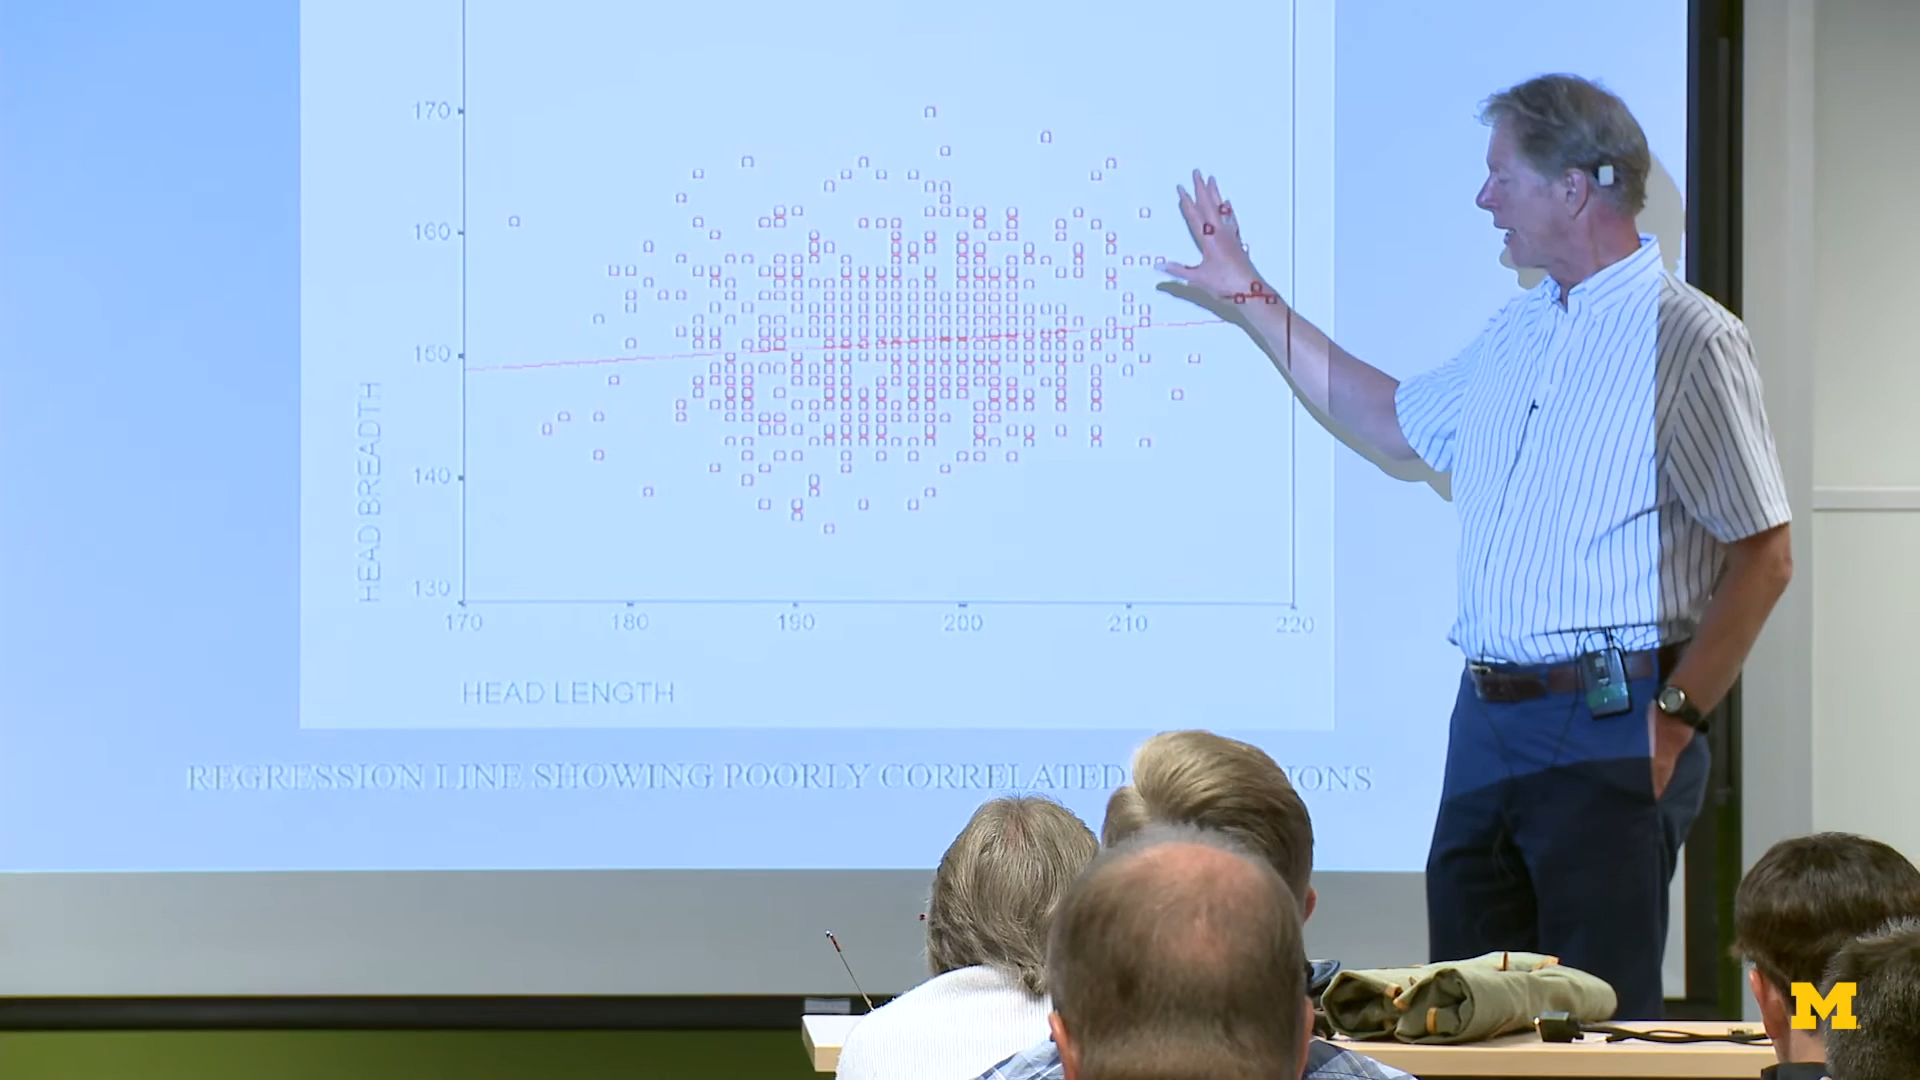 170
160
150
140
130
HEAD BREADTH
170 180 190 200 210 220
HEAD LENGTH
REGRESSION LINE SHOWING POORLY CORRELATED
M